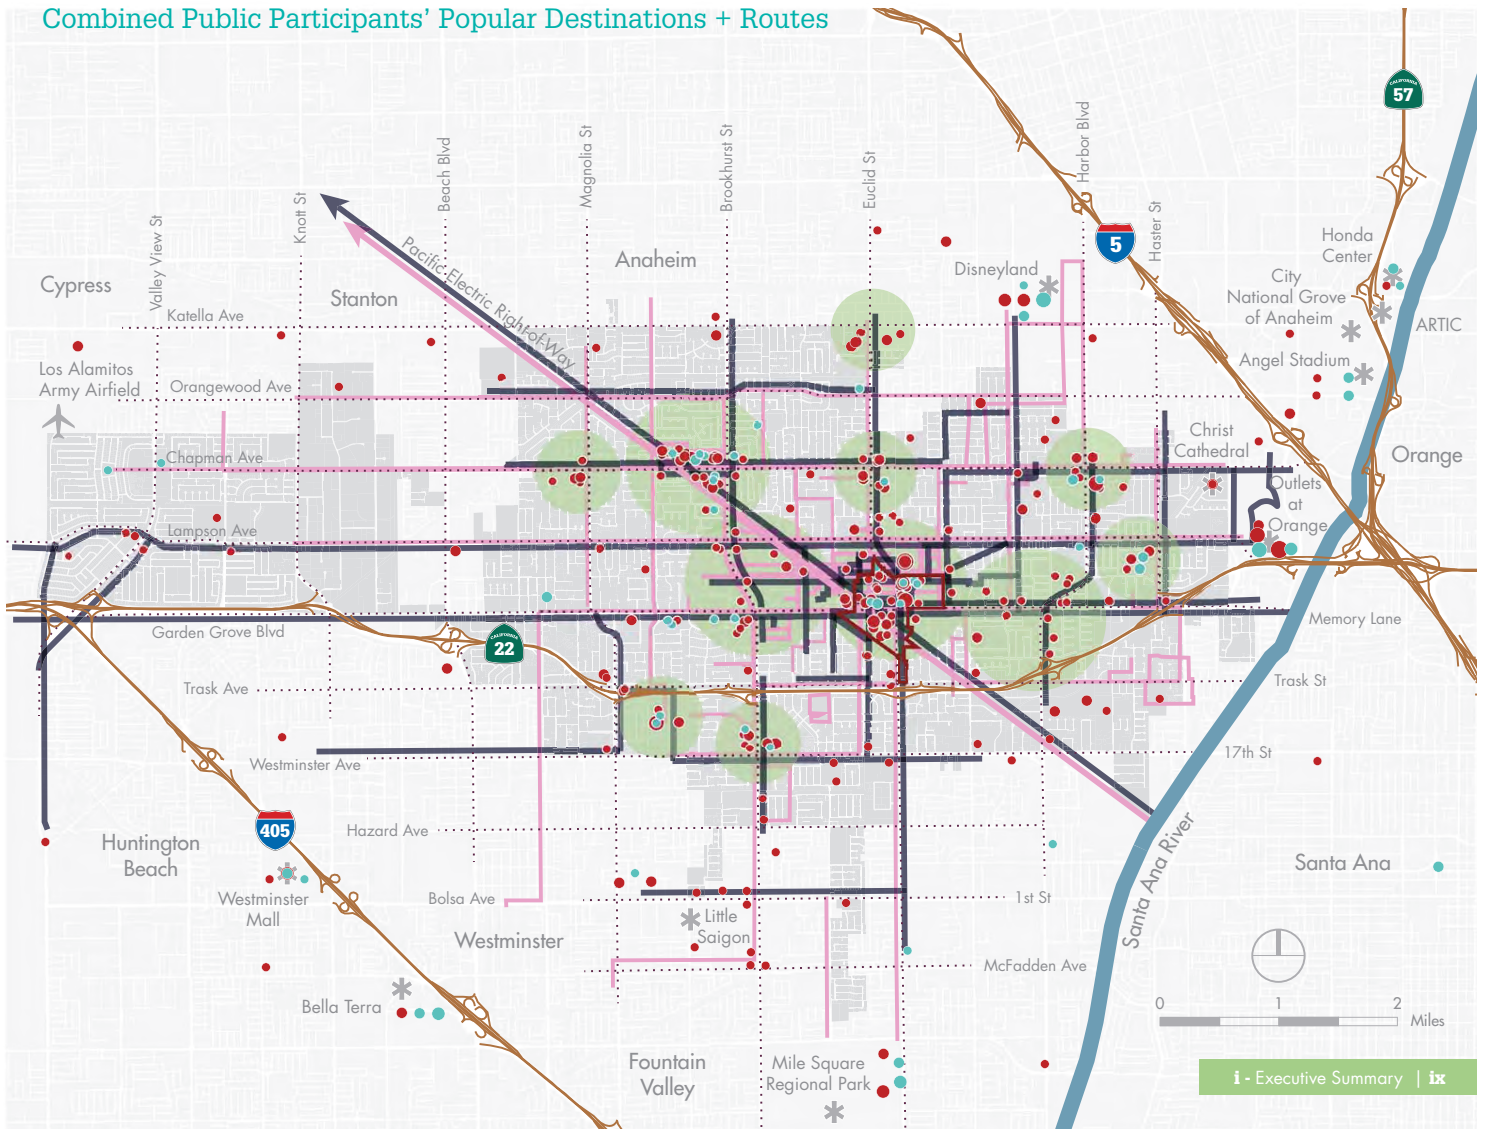 Combined Public Participants’ Popular Destinations + Routes
CALIFORNIA
57
Harbor Blvd
Magnolia St
Brookhurst St
Beach Blvd
Euclid St
Knott St
Haster St
Valley View St
5
Honda
Center
Pacific Electric Right-of-Way
Anaheim
Disneyland
City
National Grove
of Anaheim
Cypress
Stanton
Katella Ave
ARTIC
Los Alamitos
Army Airfield
Orangewood Ave
Angel Stadium
Christ
Cathedral
Chapman Ave
Orange
Outlets
at
Orange
Lampson Ave
Garden Grove Blvd
Memory Lane
CALIFORNIA
22
Trask Ave
Trask St
Westminster Ave
17th St
405
Hazard Ave
Huntington
Beach
Santa Ana
Santa Ana River
Westminster
Mall
Bolsa Ave
1st St
Little
Saigon
Westminster
McFadden Ave
Bella Terra
0 1 2
Miles
Fountain
Valley
Mile Square
Regional Park
i - Executive Summary | ix